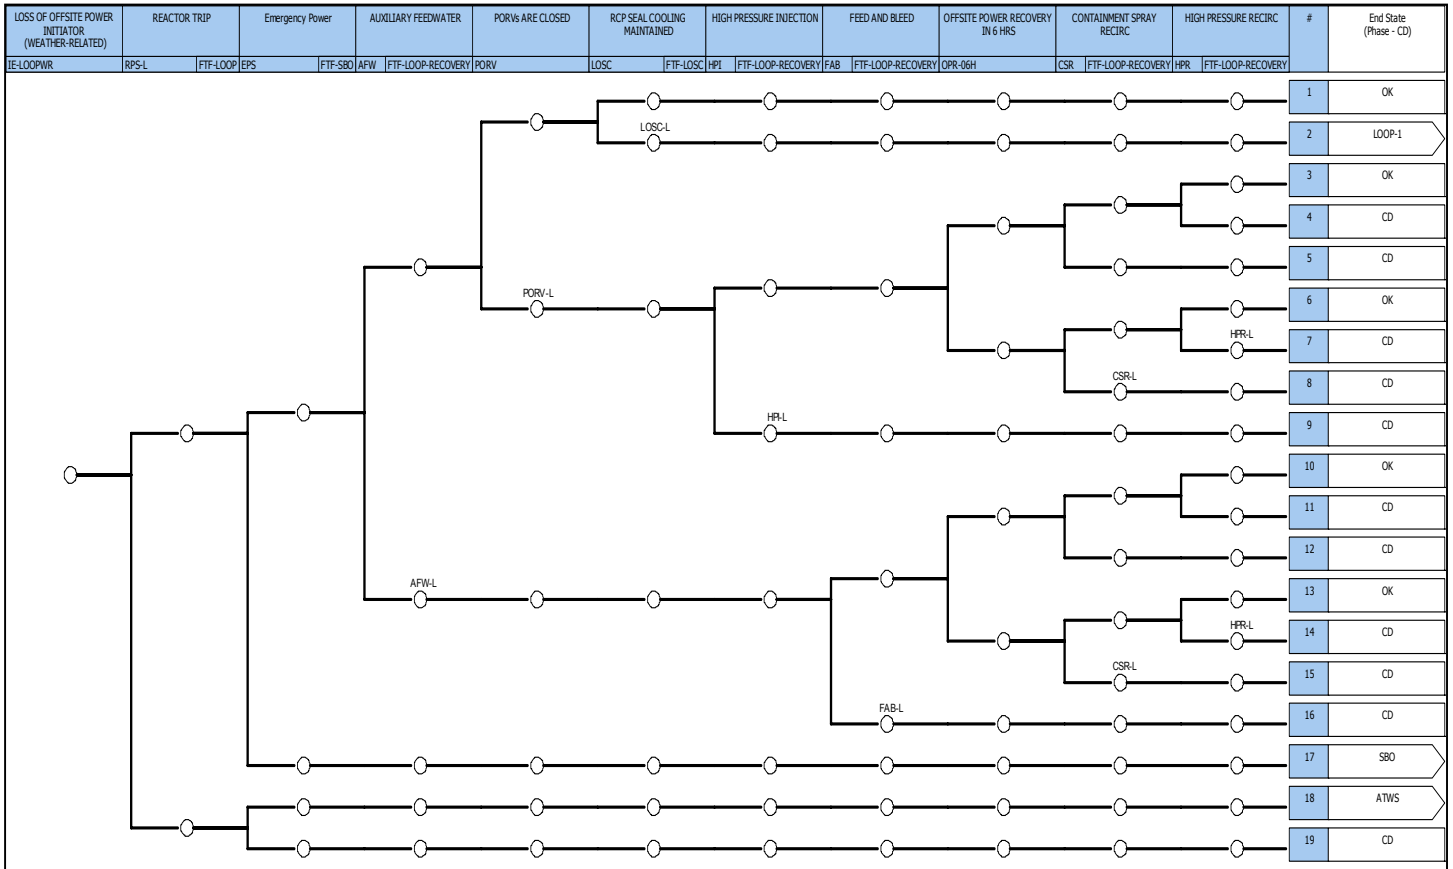 LOSS OF OFFSITE POWER
INITIATOR
(WEATHER-RELATED)
REACTOR TRIP
Emergency Power
AUXILIARY FEEDWATER
PORVs ARE CLOSED
RCP SEAL COOLING
MAINTAINED
HIGH PRESSURE INJECTION
FEED AND BLEED
OFFSITE POWER RECOVERY
IN 6 HRS
CONTAINMENT SPRAY
RECIRC
HIGH PRESSURE RECIRC
#
End State
(Phase - CD)
IE-LOOPWR
RPS-L
FTF-LOOP
EPS
FTF-SBO
AFW
FTF-LOOP-RECOVERY
PORV
LOSC
FTF-LOSC
HPI
FTF-LOOP-RECOVERY
FAB
FTF-LOOP-RECOVERY
OPR-06H
CSR
FTF-LOOP-RECOVERY
HPR
FTF-LOOP-RECOVERY
1 OK
LOSC-L
2 LOOP-1
3 OK
4 CD
5 CD
PORV-L
6 OK
HPR-L
7 CD
CSR-L
8 CD
HPI-L
9 CD
10 OK
11 CD
12 CD
AFW-L
13 OK
HPR-L
14 CD
CSR-L
15 CD
FAB-L
16 CD
17 SBO
18 ATWS
19 CD